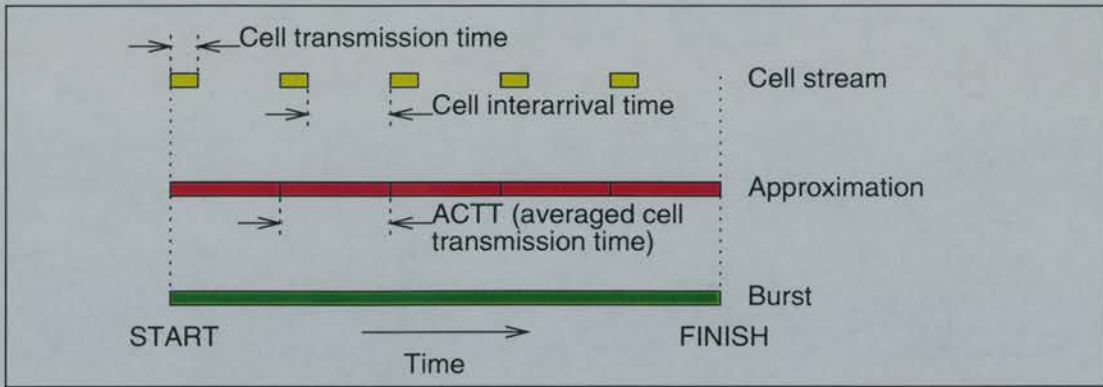 Cell transmission time
Cell stream
Cell interarrival time
Approximation
ACTT (averaged cell
transmission time)
Burst
START
FINISH
Time